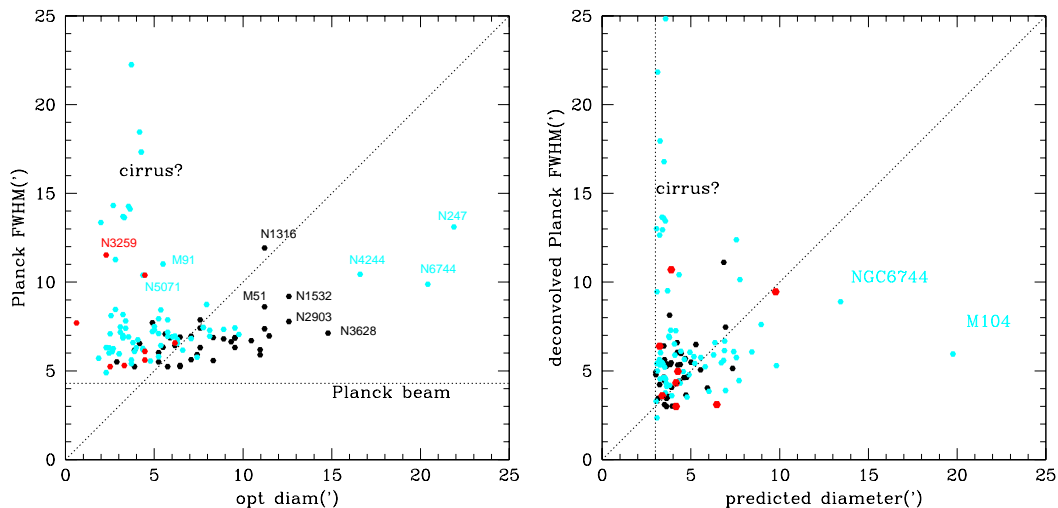 25
20
15
10
5
0
Planck FWHM(')
cirrus?
N3259
M91
N5071
N1316
M51
N1532
N2903
N3628
N4244
N247
N6744
Planck beam
0 5 10 15 20 25
opt diam(')
25
20
15
10
5
0
deconvolved Planck FWHM(')
cirrus?
NGC6744
M104
0 5 10 15 20 25
predicted diameter(')